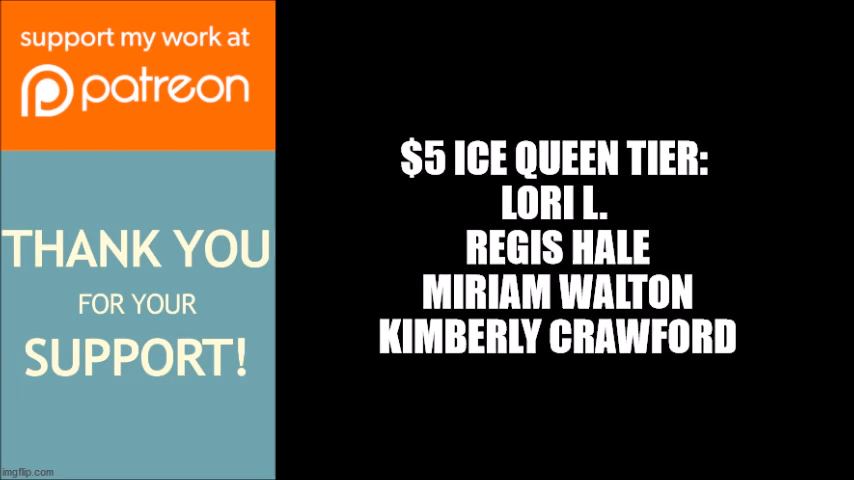 support my work at
patreon
THANK YOU
FOR YOUR
SUPPORT!
$5 ICE QUEEN TIER:
LORI L.
REGIS HALE
MIRIAM WALTON
KIMBERLY CRAWFORD
imgflip.com